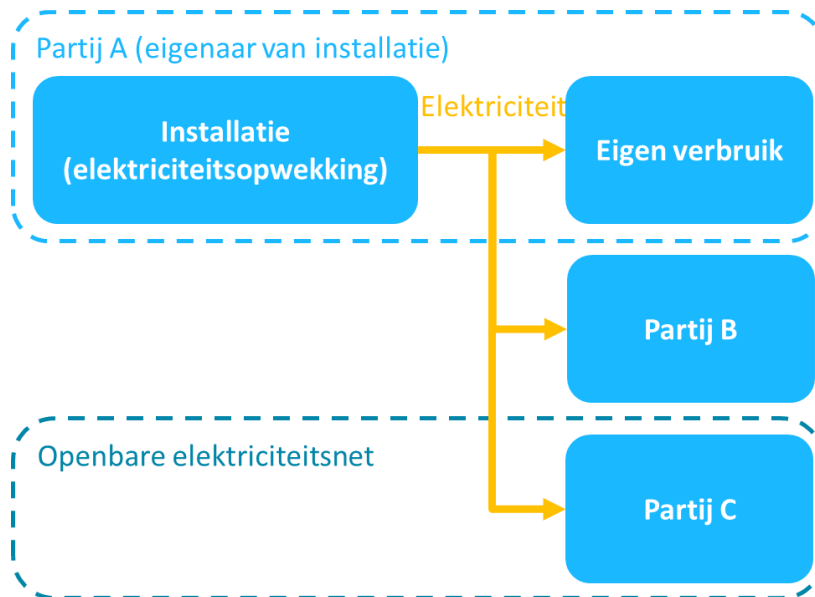 Partij A (eigenaar van installatie)
Elektriciteit
Installatie
(elektriciteitsopwekking)
Eigen verbruik
Partij B
Openbare elektriciteitsnet
Partij C